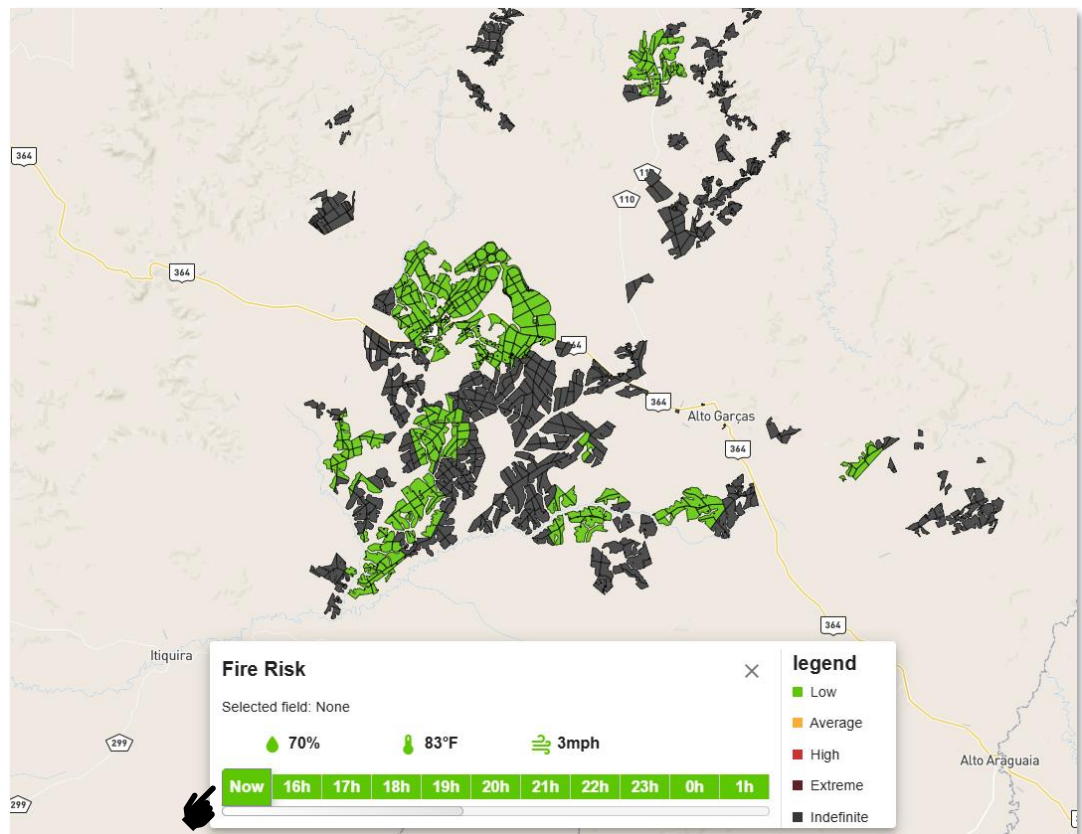 364
11
110
364
64
364
Alto Garças
364
364
Itiquira
299
299
Alto Araguaia
Fire Risk
Selected field: None
70% 83°F 3mph
Now 16h 17h 18h 19h 20h 21h 22h 23h 0h 1h
legend
Low
Average
High
Extreme
Indefinite